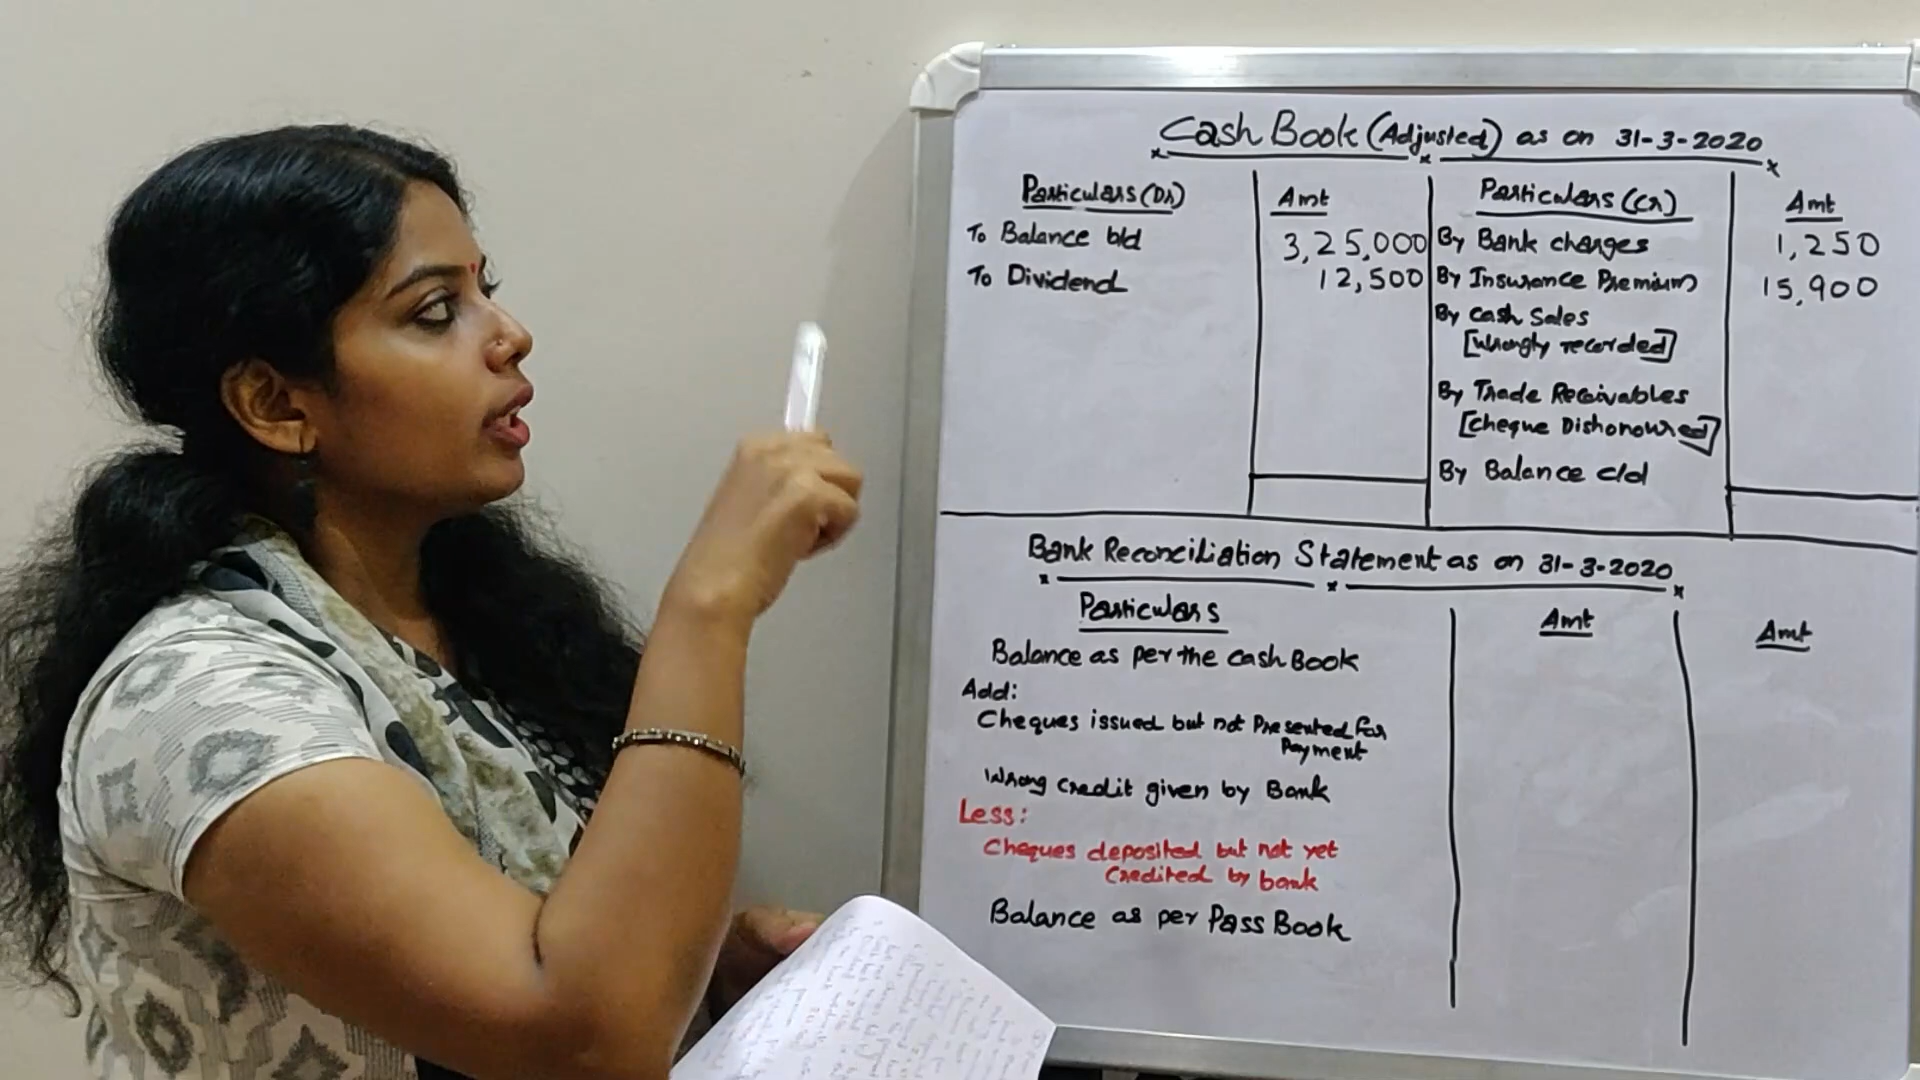 Cash Book (Adjusted) as on 31-3-2020
Particulars (Dr) Amt Particulars (Cr) Amt
To Balance b/d 3,25,000 By Bank charges 1,250
To Dividend 12,500 By Insurance Premium 15,900
By Cash Sales
[Wrongly recorded]
By Trade Receivables
[Cheque Dishonoured]
By Balance c/d
Bank Reconciliation Statement as on 31-3-2020
Particulars Amt Amt
Balance as per the Cash Book
Add:
Cheques issued but not Presented for
Payment
Wrong credit given by Bank
Less:
Cheques deposited but not yet
Credited by bank
Balance as per Pass Book